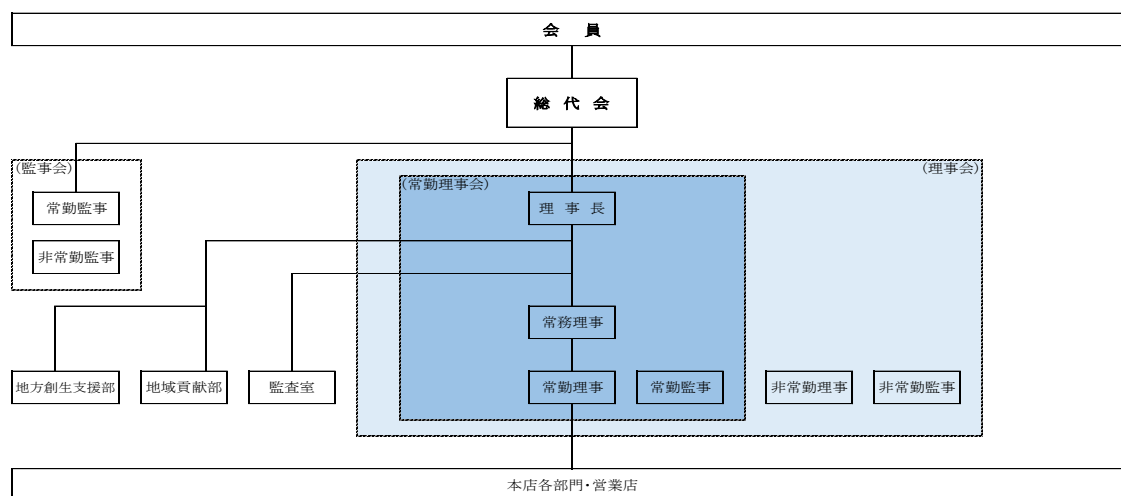 会　員
総 代 会
(監事会)
(理事会)
(常勤理事会)
常勤監事
理 事 長
非常勤監事
常務理事
地方創生支援部
地域貢献部
監査室
常勤理事
常勤監事
非常勤理事
非常勤監事
本店各部門・営業店